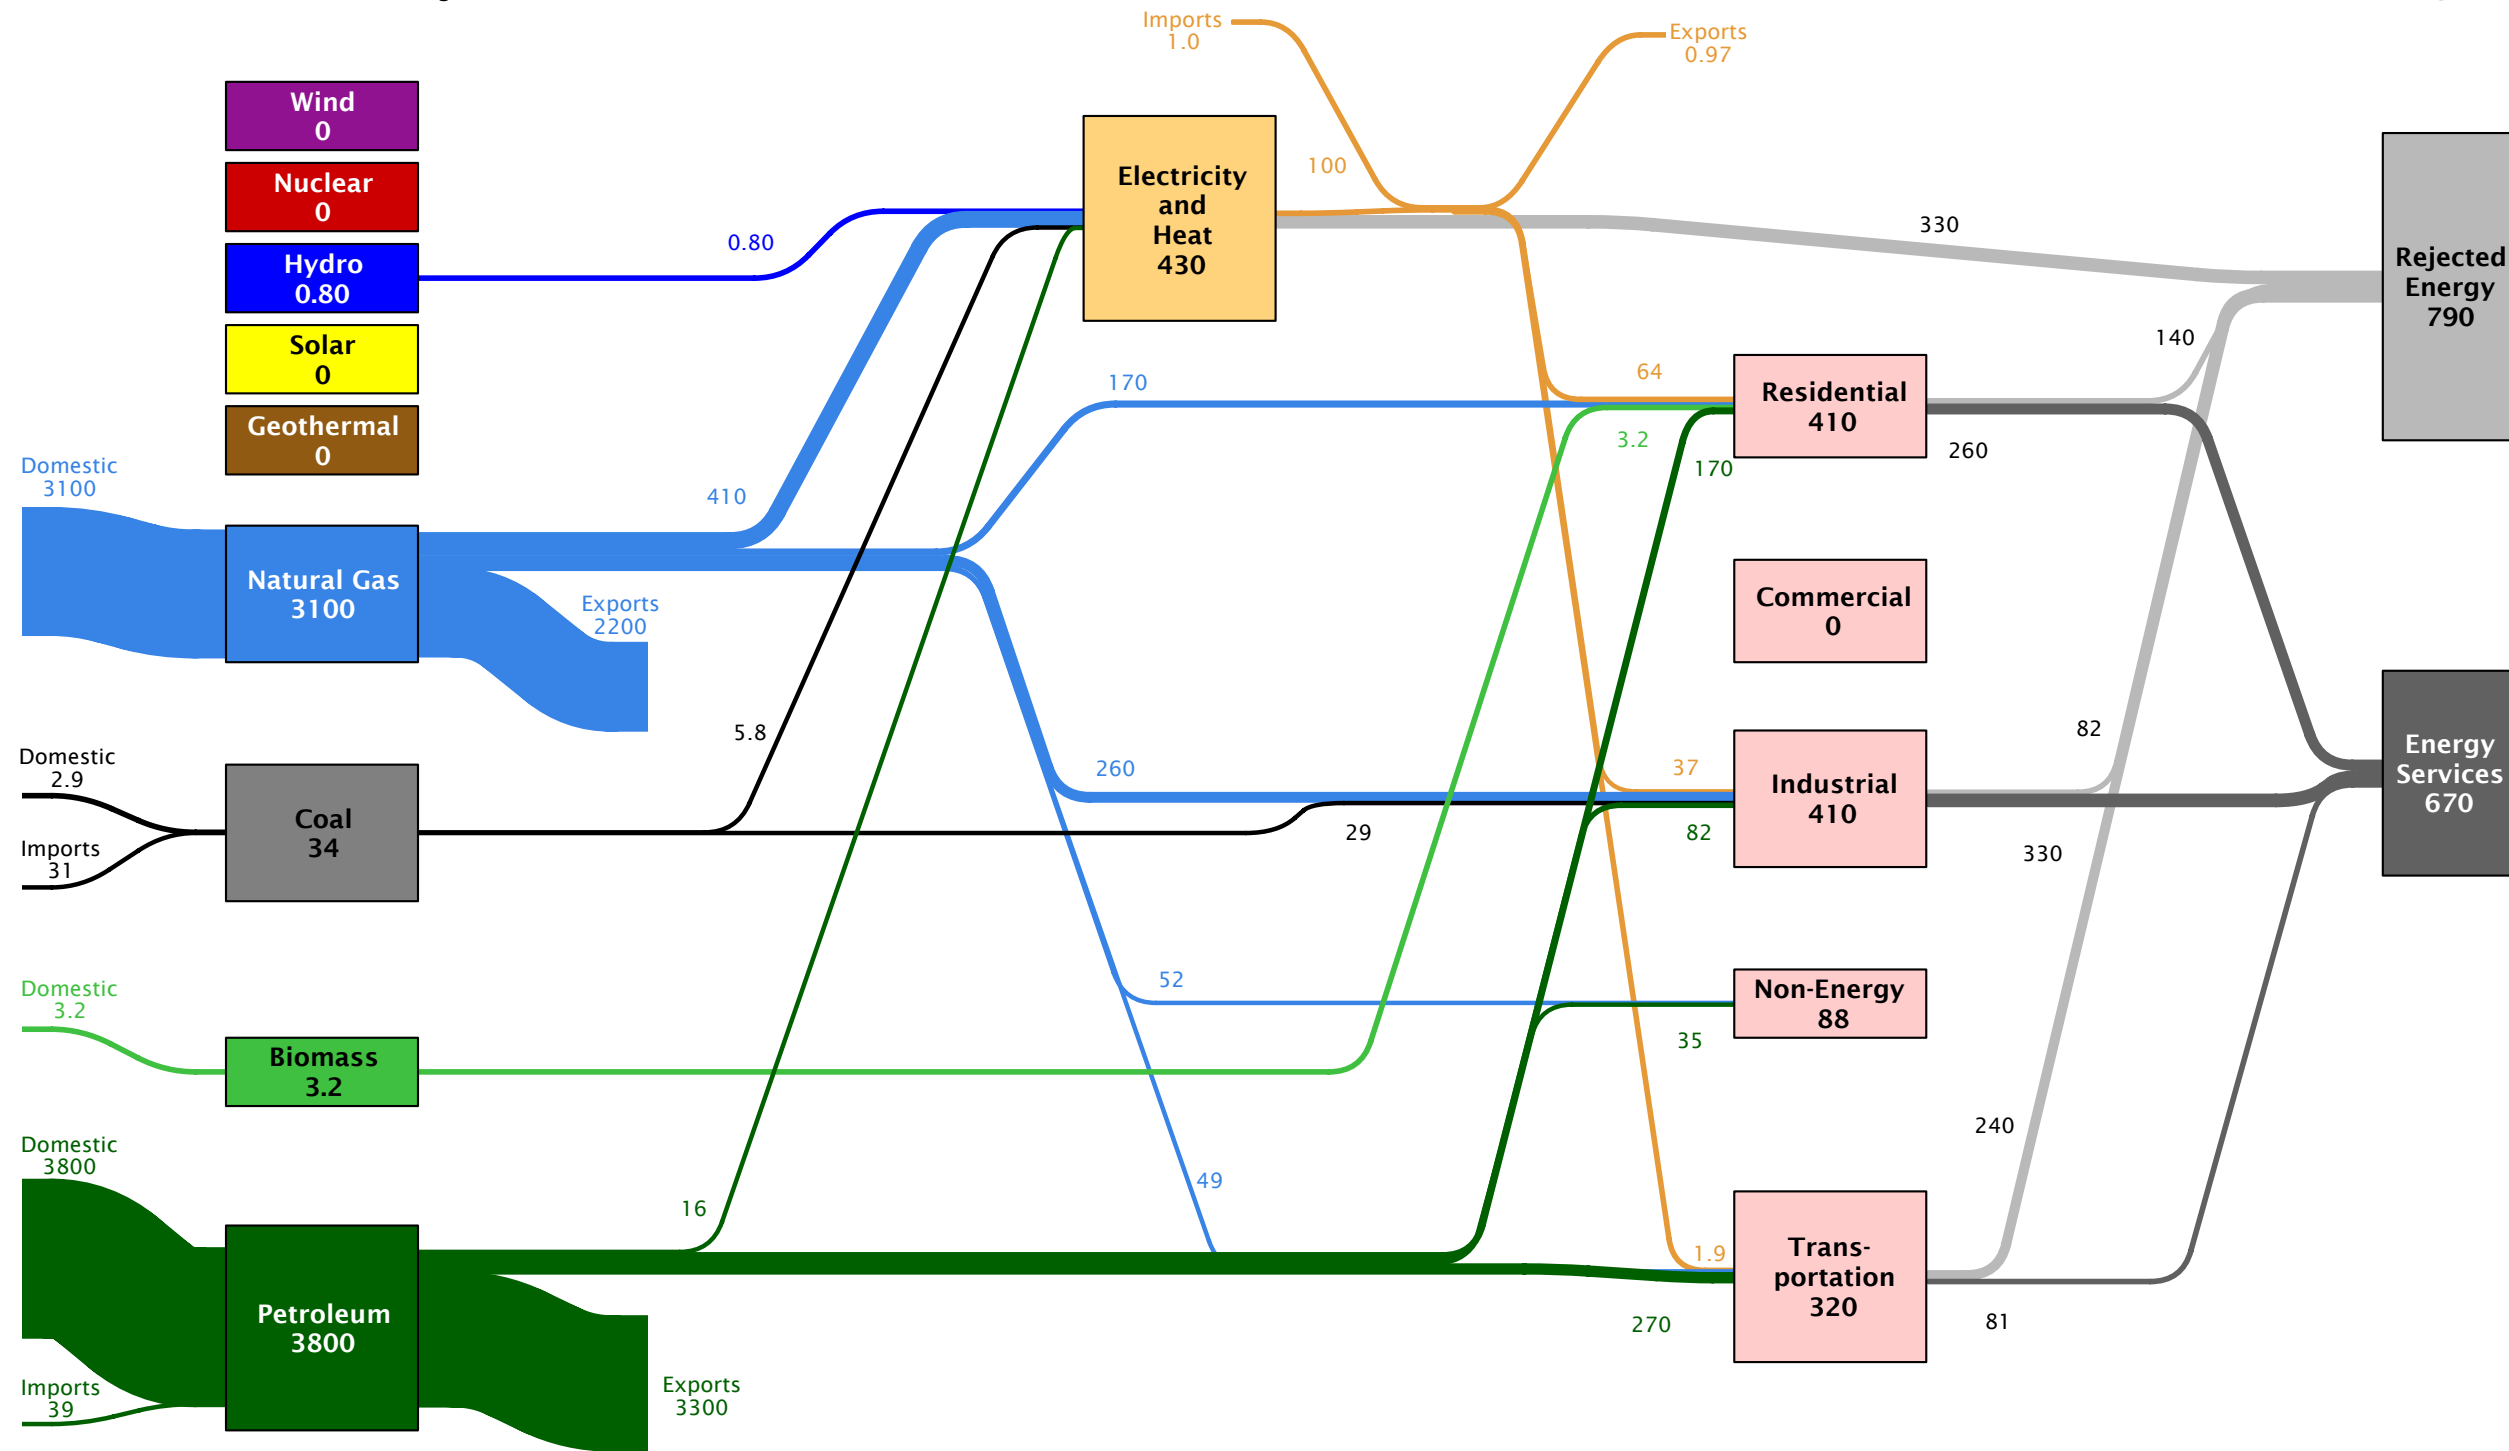 Imports
1.0
Exports
0.97
Wind
0
Nuclear
0
Hydro
0.80
Solar
0
Geothermal
0
0.80
Electricity
and
Heat
430
100
330
Rejected
Energy
790
140
Domestic
3100
Natural Gas
3100
410
Exports
2200
170
64
3.2
170
Residential
410
260
Commercial
0
Domestic
2.9
Imports
31
Coal
34
5.8
260
29
37
82
Industrial
410
82
330
Energy
Services
670
Domestic
3.2
Biomass
3.2
52
35
Non-Energy
88
Domestic
3800
Imports
39
Petroleum
3800
16
Exports
3300
49
1.9
270
Trans-
portation
320
240
81